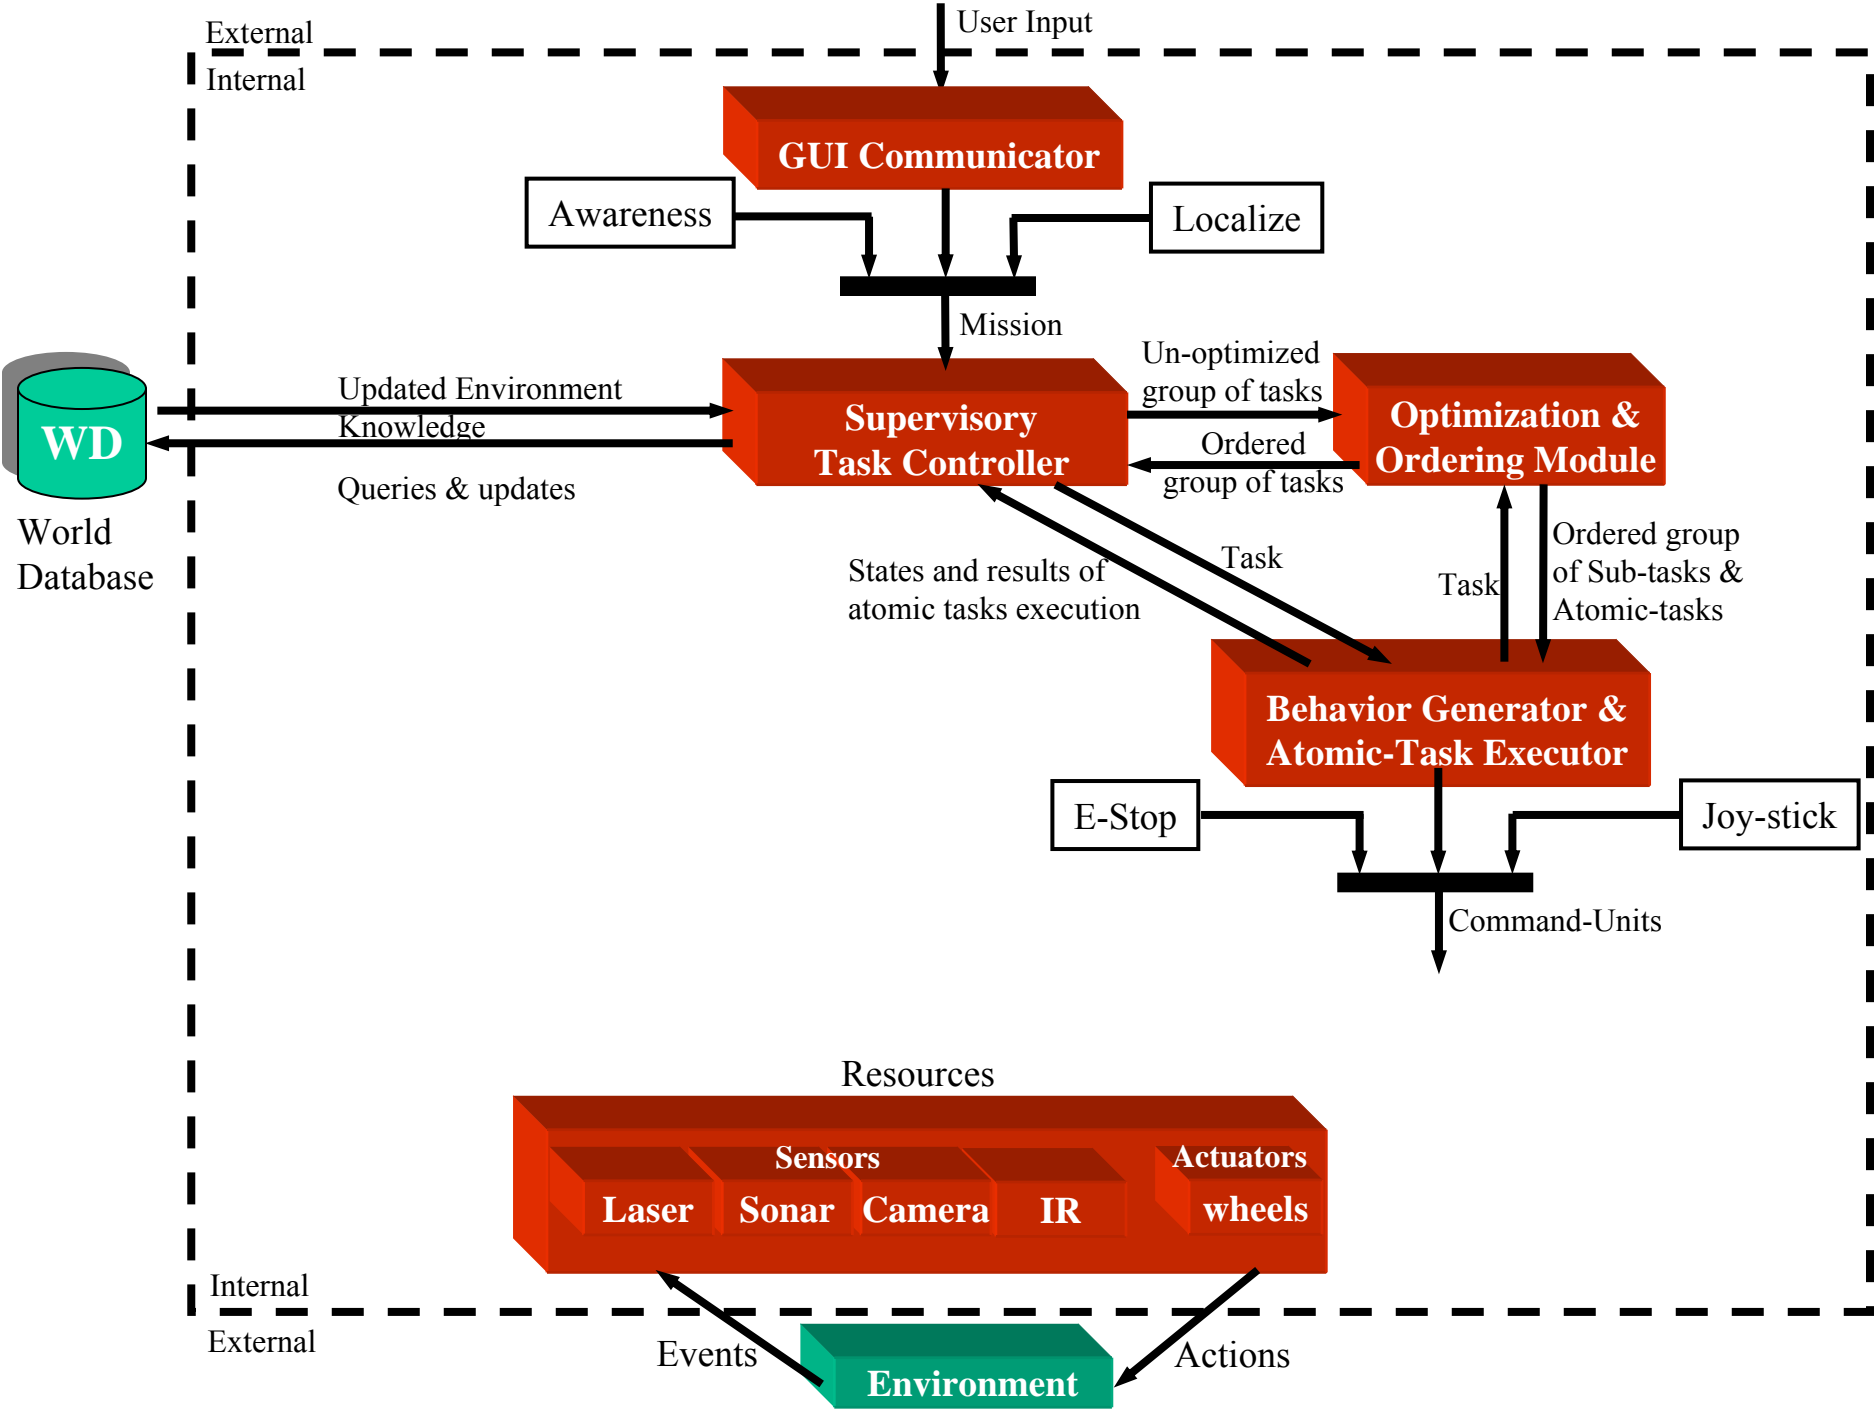 User Input
External
Internal
GUI Communicator
Awareness
Localize
Mission
Un-optimized
group of tasks
Updated Environment
Knowledge
Queries & updates
WD
World
Database
Supervisory
Task Controller
Optimization &
Ordering Module
Ordered
group of tasks
States and results of
atomic tasks execution
Task
Task
Ordered group
of Sub-tasks &
Atomic-tasks
Behavior Generator &
Atomic-Task Executor
E-Stop
Joy-stick
Command-Units
Resources
Sensors
Actuators
Laser
Sonar
Camera
IR
wheels
Internal
External
Events
Actions
Environment